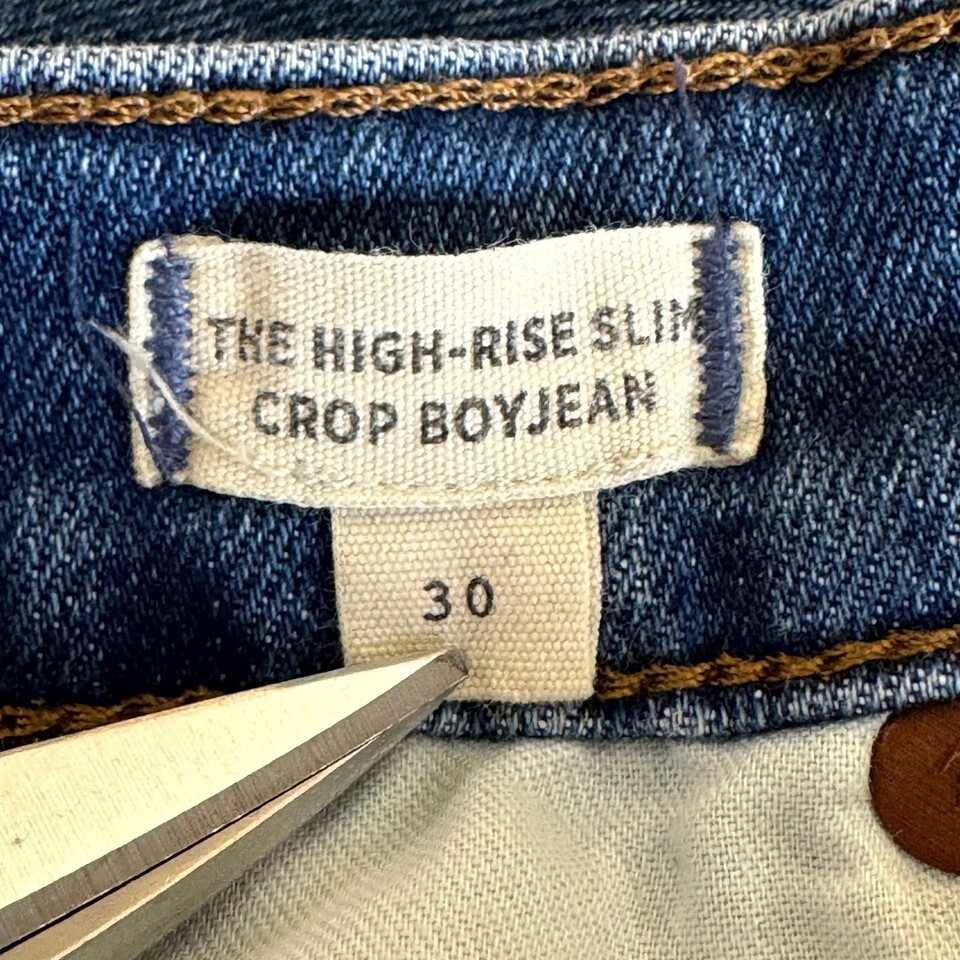 THE HIGH-RISE SLIM
CROP BOYJEAN
30